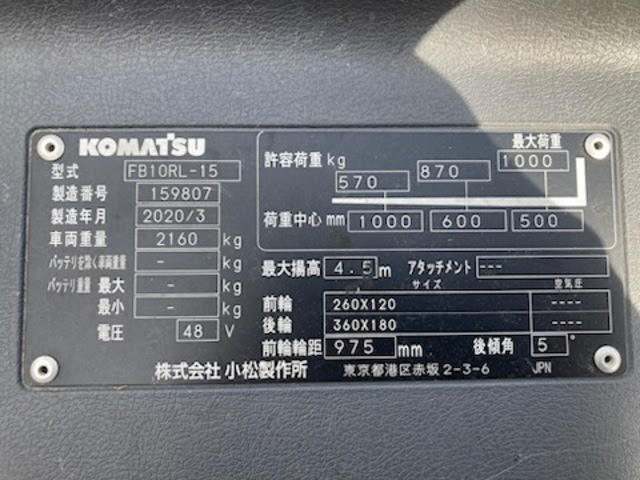 KOMATSU
型式 FB10RL-15
製造番号 159807
製造年月 2020/3
車両重量 2160 kg
バッテリを除く車両重量 - kg
バッテリ重量 最大 - kg
最小 - kg
電圧 48 V
最大荷重
許容荷重 kg 570 870 1000
荷重中心 mm 1000 600 500
最大揚高 4.5 m アタッチメント ---
サイズ 空気圧
前輪 260X120 ----
後輪 360X180 ----
前輪輪距 975 mm 後傾角 5°
株式会社 小松製作所 東京都港区赤坂2-3-6 JPN